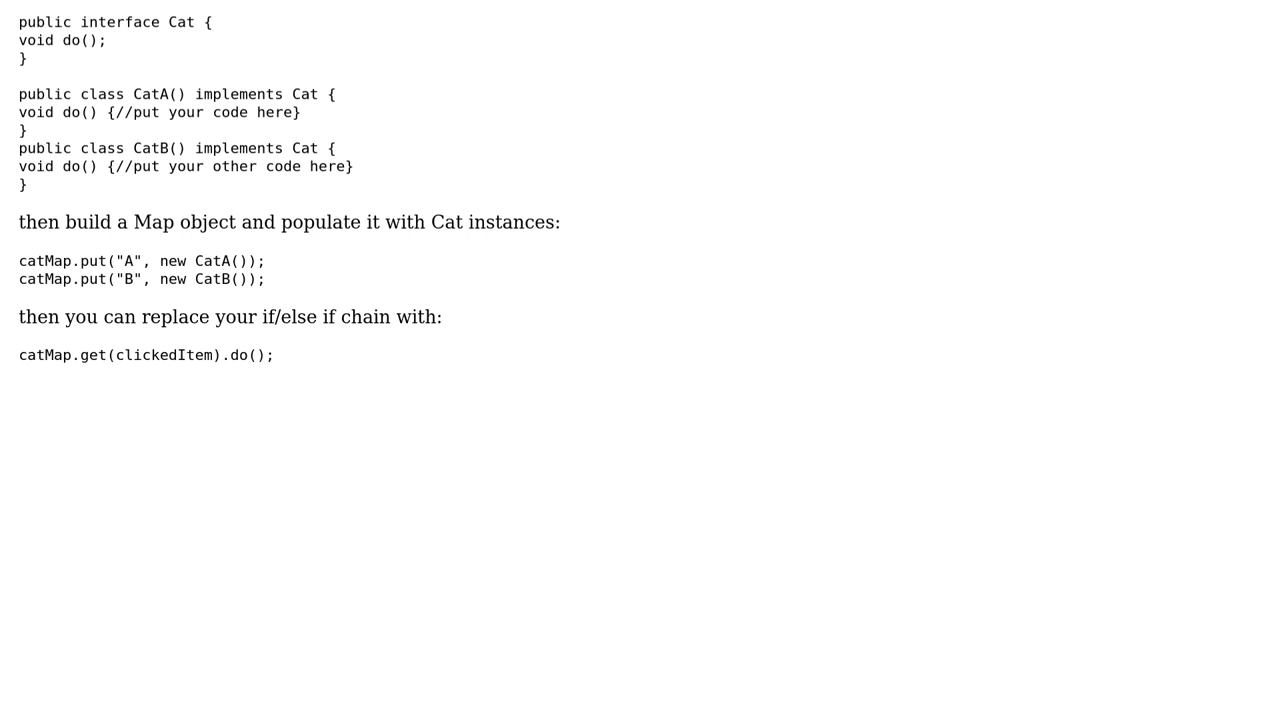 public interface Cat {
void do();
}
public class CatA() implements Cat {
void do() {//put your code here}
}
public class CatB() implements Cat {
void do() {//put your other code here}
}
then build a Map object and populate it with Cat instances:
catMap.put("A", new CatA());
catMap.put("B", new CatB());
then you can replace your if/else if chain with:
catMap.get(clickedItem).do();